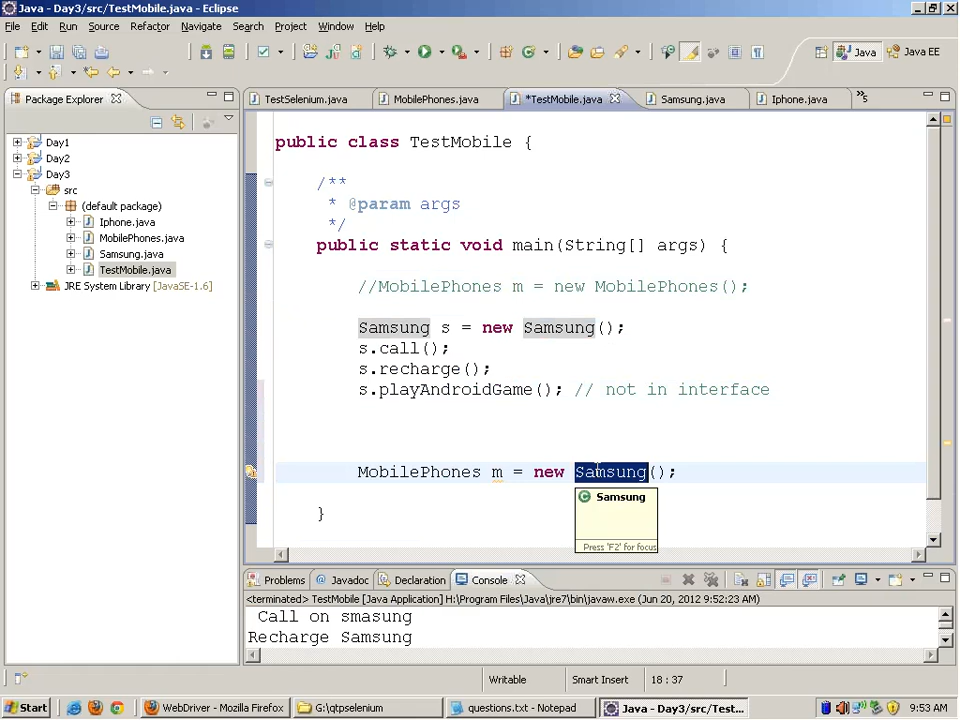 Java - Day3/src/TestMobile.java - Eclipse
File Edit Run Source Refactor Navigate Search Project Window Help
Java Java EE
Package Explorer
TestSelenium.java MobilePhones.java *TestMobile.java Samsung.java Iphone.java »5
Day1
Day2
Day3
src
(default package)
Iphone.java
MobilePhones.java
Samsung.java
TestMobile.java
JRE System Library [JavaSE-1.6]
public class TestMobile {
/**
* @param args
*/
public static void main(String[] args) {
//MobilePhones m = new MobilePhones();
Samsung s = new Samsung();
s.call();
s.recharge();
s.playAndroidGame(); // not in interface
MobilePhones m = new Samsung();
Samsung
Press 'F2' for focus
}
Problems Javadoc Declaration Console
<terminated> TestMobile [Java Application] H:\Program Files\Java\jre7\bin\javaw.exe (Jun 20, 2012 9:52:23 AM)
Call on smasung
Recharge Samsung
Writable Smart Insert 18 : 37
Start WebDriver - Mozilla Firefox G:\qtpselenium questions.txt - Notepad Java - Day3/src/Test... 9:53 AM